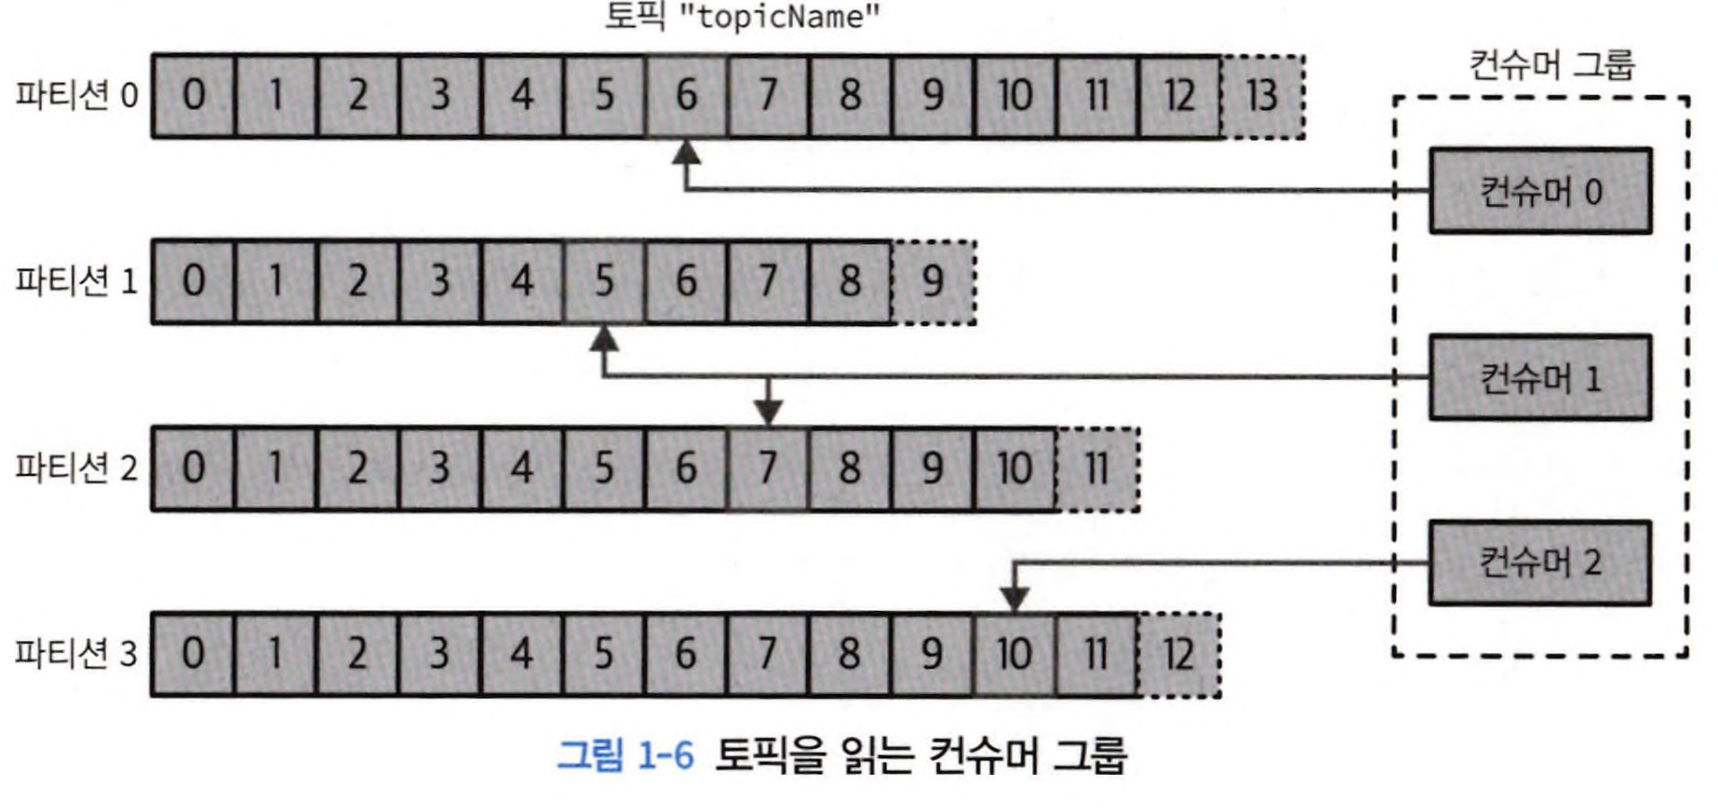 토픽 "topicName"
컨슈머 그룹
파티션 0 0 1 2 3 4 5 6 7 8 9 10 11 12 13
컨슈머 0
파티션 1 0 1 2 3 4 5 6 7 8 9
컨슈머 1
파티션 2 0 1 2 3 4 5 6 7 8 9 10 11
컨슈머 2
파티션 3 0 1 2 3 4 5 6 7 8 9 10 11 12
그림 1-6 토픽을 읽는 컨슈머 그룹